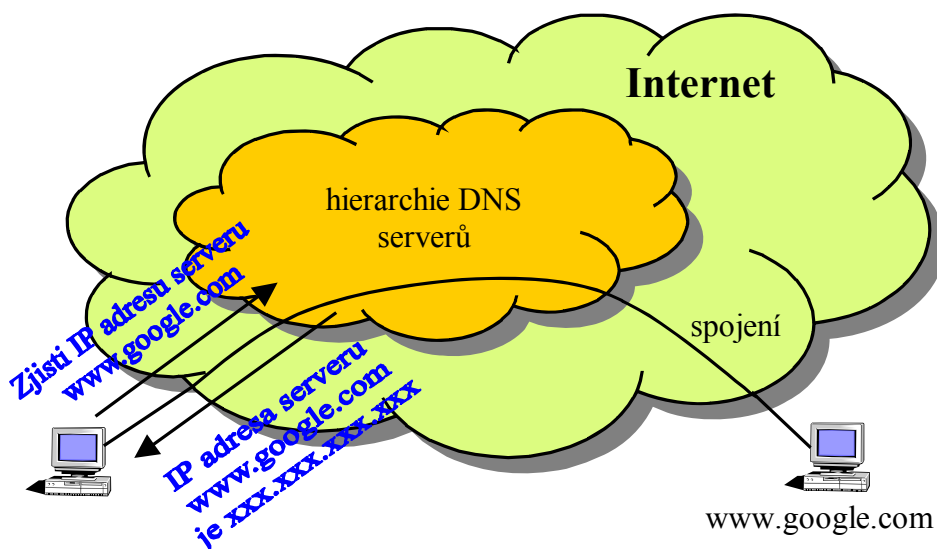 Internet
hierarchie DNS
serverů
Zjisti IP adresu serveru
www.google.com
spojení
IP adresa serveru
www.google.com
je xxx.xxx.xxx.xxx
www.google.com